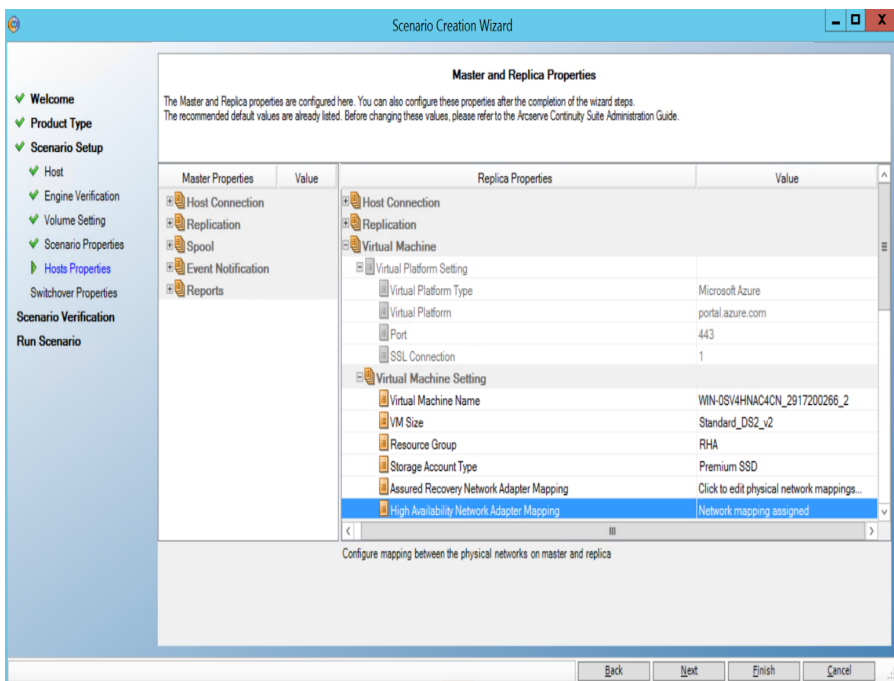 Scenario Creation Wizard
Welcome
Product Type
Scenario Setup
Host
Engine Verification
Volume Setting
Scenario Properties
Hosts Properties
Switchover Properties
Scenario Verification
Run Scenario
Master and Replica Properties
The Master and Replica properties are configured here. You can also configure these properties after the completion of the wizard steps.
The recommended default values are already listed. Before changing these values, please refer to the Arcserve Continuity Suite Administration Guide.
Master Properties Value
Host Connection
Replication
Spool
Event Notification
Reports
Replica Properties Value
Host Connection
Replication
Virtual Machine
Virtual Platform Setting
Virtual Platform Type Microsoft Azure
Virtual Platform portal.azure.com
Port 443
SSL Connection 1
Virtual Machine Setting
Virtual Machine Name WIN-0SV4HNAC4CN_2917200266_2
VM Size Standard_DS2_v2
Resource Group RHA
Storage Account Type Premium SSD
Assured Recovery Network Adapter Mapping Click to edit physical network mappings...
High Availability Network Adapter Mapping Network mapping assigned
Configure mapping between the physical networks on master and replica
Back Next Finish Cancel